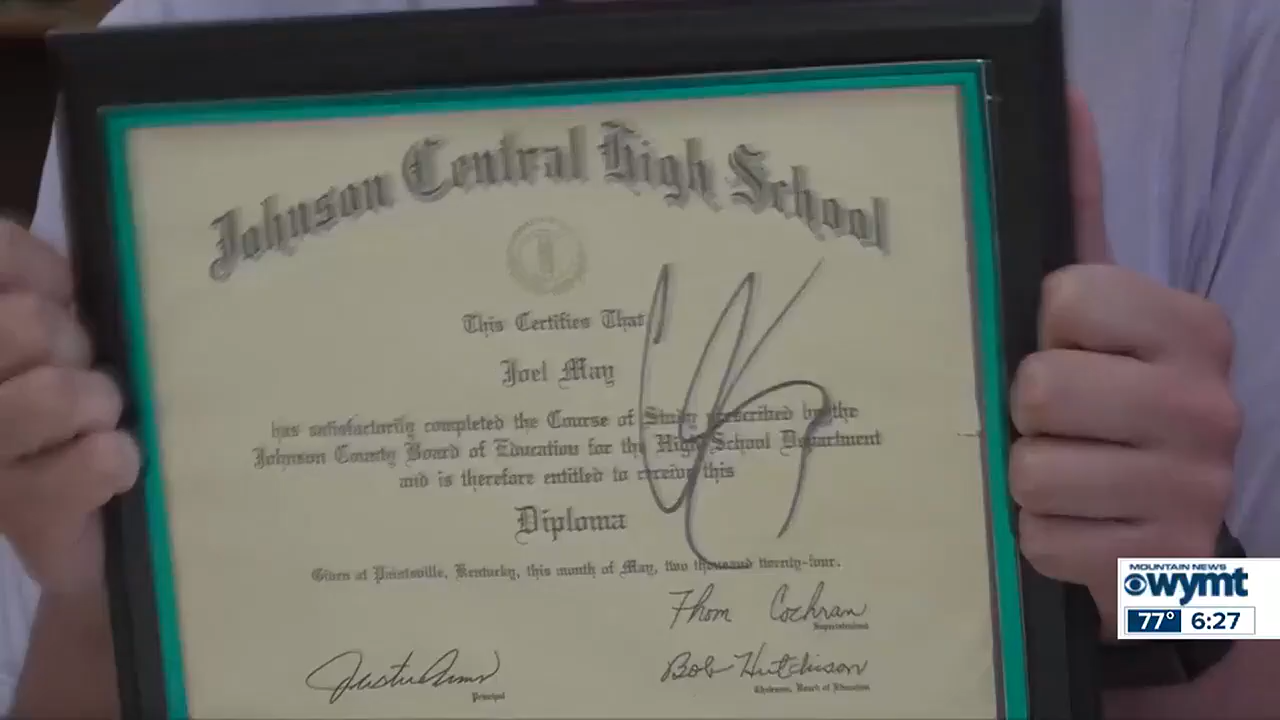 Johnson Central High School
This Certifies That
Joel May
has satisfactorily completed the Course of Study prescribed by the
Johnson County Board of Education for the High School Department
and is therefore entitled to receive this
Diploma
Given at Paintsville, Kentucky, this month of May, two thousand twenty-four.
Thom Cochran
Superintendent
Bob Hutchison
Principal
Chairman, Board of Education
MOUNTAIN NEWS
wymt
77° 6:27